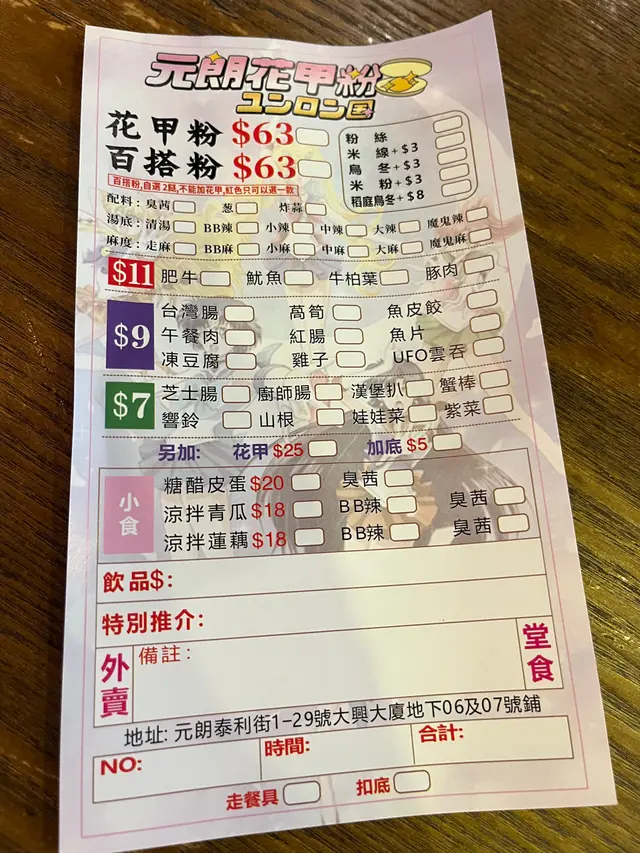 元朗花甲粉
ユンロン国
花甲粉 $63
百搭粉 $63
百搭粉,自選 2餸,不能加花甲,紅色只可以選一款
粉絲
米線+$3
烏冬+$3
米粉+$3
稻庭烏冬+$8
配料: 臭茜 葱 炸蒜
湯底: 清湯 BB辣 小辣 中辣 大辣 魔鬼辣
麻度: 走麻 BB麻 小麻 中麻 大麻 魔鬼麻
$11 肥牛 魷魚 牛柏葉 豚肉
$9
台灣腸 萵筍 魚皮餃
午餐肉 紅腸 魚片
凍豆腐 雞子 UFO雲吞
$7
芝士腸 廚師腸 漢堡扒 蟹棒
響鈴 山根 娃娃菜 紫菜
另加: 花甲 $25 加底 $5
小食
糖醋皮蛋 $20 臭茜
涼拌青瓜 $18 BB辣 臭茜
涼拌蓮藕 $18 BB辣 臭茜
飲品$:
特別推介:
外賣
備註:
堂食
地址: 元朗泰利街1-29號大興大廈地下06及07號鋪
NO: 時間: 合計:
走餐具 扣底